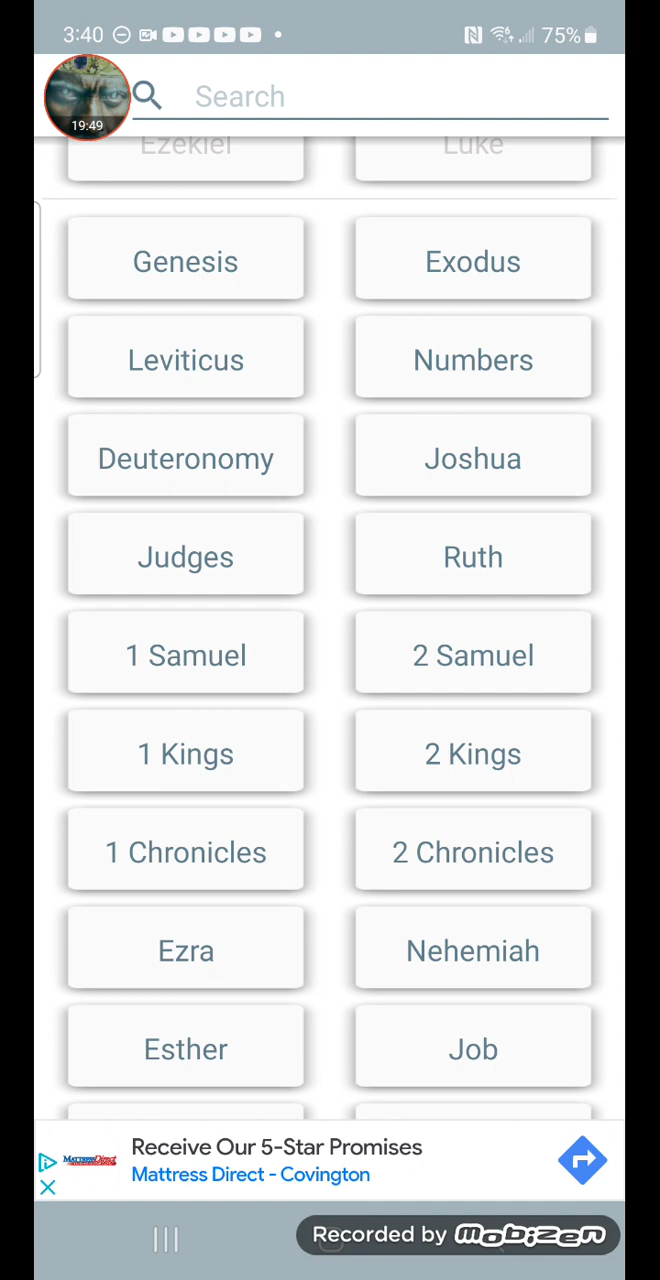 3:40 75%
19:49
Search
Ezekiel Luke
Genesis Exodus
Leviticus Numbers
Deuteronomy Joshua
Judges Ruth
1 Samuel 2 Samuel
1 Kings 2 Kings
1 Chronicles 2 Chronicles
Ezra Nehemiah
Esther Job
Receive Our 5-Star Promises
Mattress Direct
Mattress Direct - Covington
Recorded by mobizen